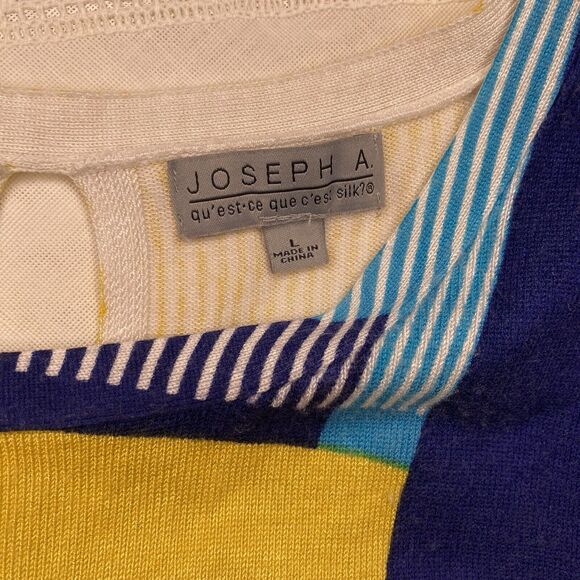 JOSEPH A.
qu'est-ce que c'est silk?®
L
MADE IN
CHINA